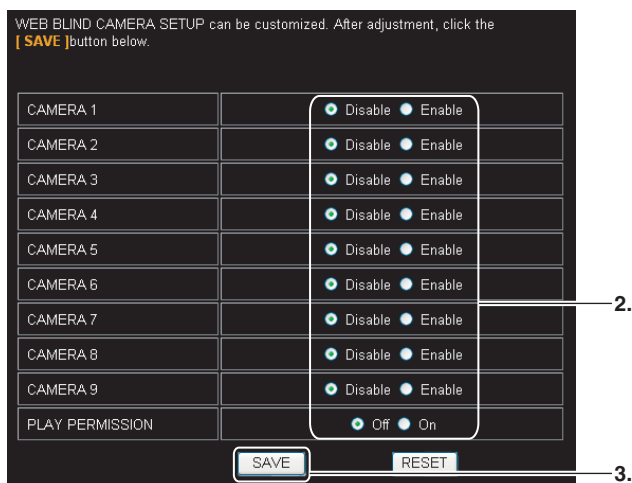 WEB BLIND CAMERA SETUP can be customized. After adjustment, click the
[ SAVE ]button below.
CAMERA 1 Disable Enable
CAMERA 2 Disable Enable
CAMERA 3 Disable Enable
CAMERA 4 Disable Enable
CAMERA 5 Disable Enable
CAMERA 6 Disable Enable
2.
CAMERA 7 Disable Enable
CAMERA 8 Disable Enable
CAMERA 9 Disable Enable
PLAY PERMISSION Off On
SAVE RESET
3.